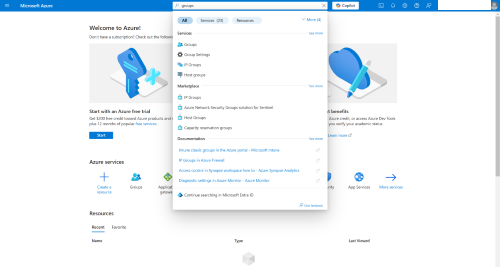 Microsoft Azure
groups
Copilot
Welcome to Azure!
Don't have a subscription? Check out the follo
All
Services (23)
Resources
More (4)
Services
See more
Groups
Group Settings
IP Groups
Host groups
Marketplace
See more
IP Groups
Azure Network Security Groups solution for Sentinel
Host Groups
Capacity reservation groups
Documentation
See more
Intune classic groups in the Azure portal - Microsoft Intune
IP Groups in Azure Firewall
Access control in Synapse workspace how to - Azure Synapse Analytics
Diagnostic settings in Azure Monitor - Azure Monitor
Continue searching in Microsoft Entra ID
Give feedback
Start with an Azure free trial
Get $200 free credit toward Azure products and
plus 12 months of popular free services.
Start
t benefits
ure credit, or access Azure Dev Tools
you verify your academic status.
Learn more
Azure services
Create a
resource
Groups
Applicati
gateway
App Services
More services
Resources
Recent
Favorite
Name
Type
Last Viewed